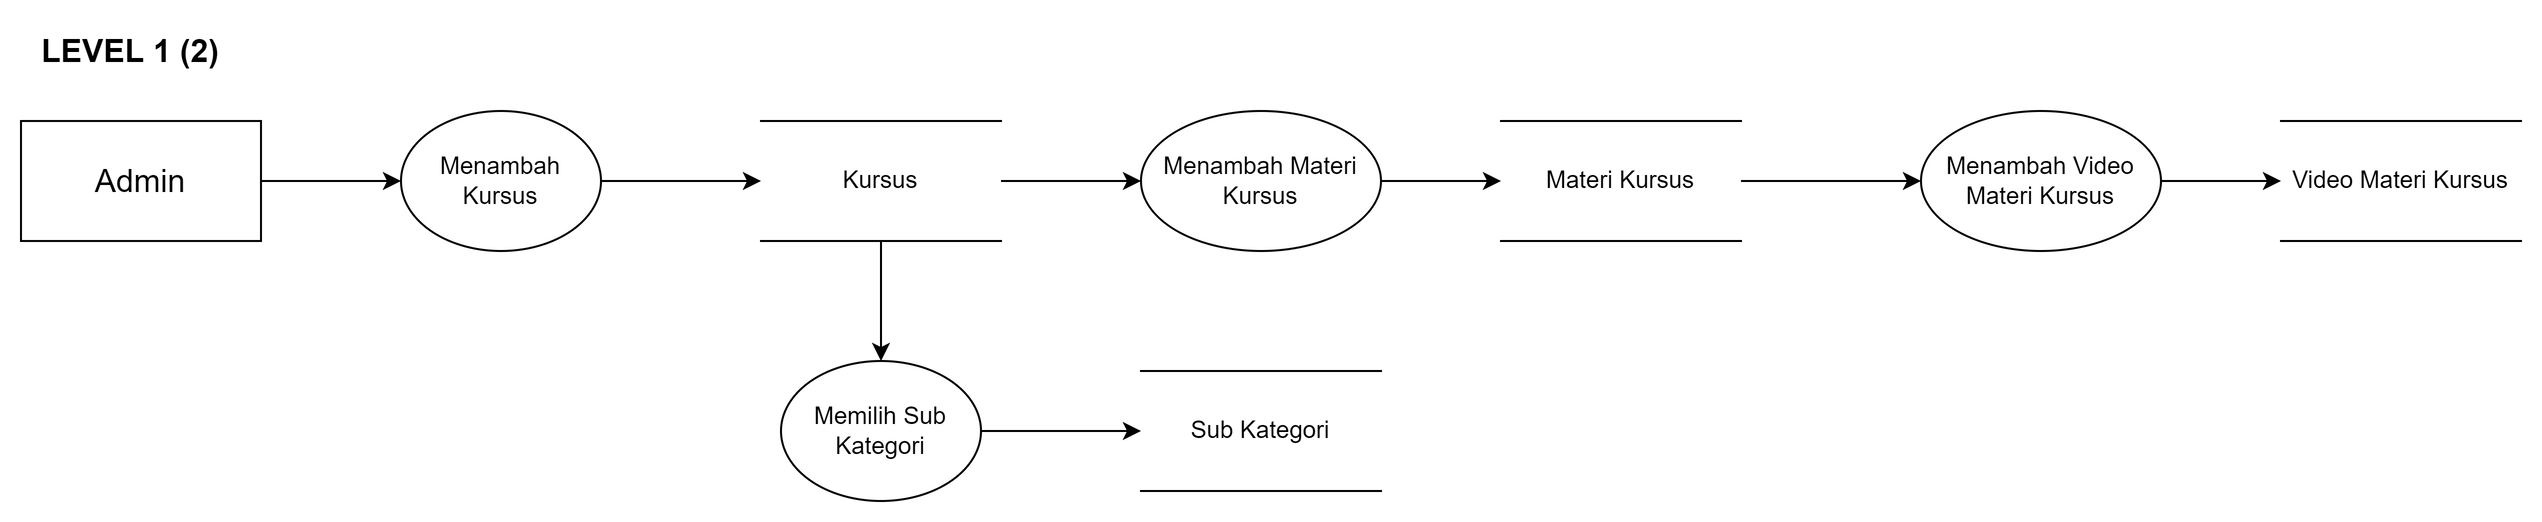 LEVEL 1 (2)
Admin
Menambah
Kursus
Kursus
Menambah Materi
Kursus
Materi Kursus
Menambah Video
Materi Kursus
Video Materi Kursus
Memilih Sub
Kategori
Sub Kategori